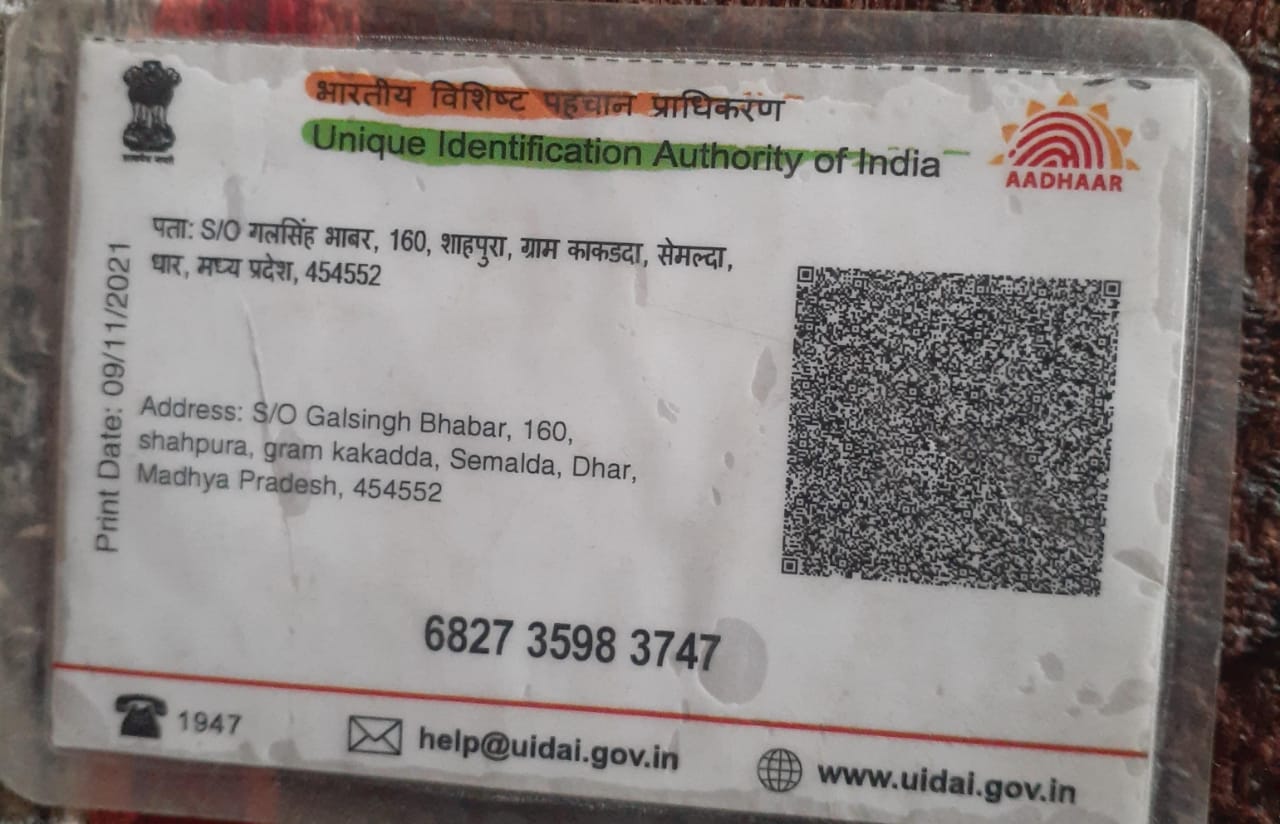 भारतीय विशिष्ट पहचान प्राधिकरण
Unique Identification Authority of India
AADHAAR
पता: S/O गलसिंह भाबर, 160, शाहपुरा, ग्राम काकडदा, सेमल्दा,
धार, मध्य प्रदेश, 454552
Print Date: 09/11/2021
Address: S/O Galsingh Bhabar, 160,
shahpura, gram kakadda, Semalda, Dhar,
Madhya Pradesh, 454552
6827 3598 3747
1947
help@uidai.gov.in
www.uidai.gov.in